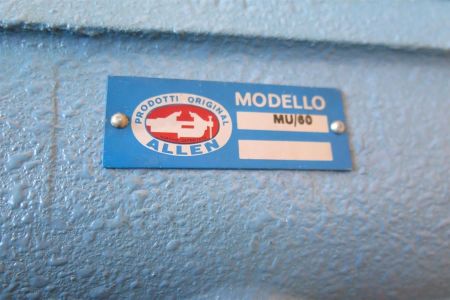 PRODOTTI ORIGINAL
ALLEN
MODELLO
MU/60